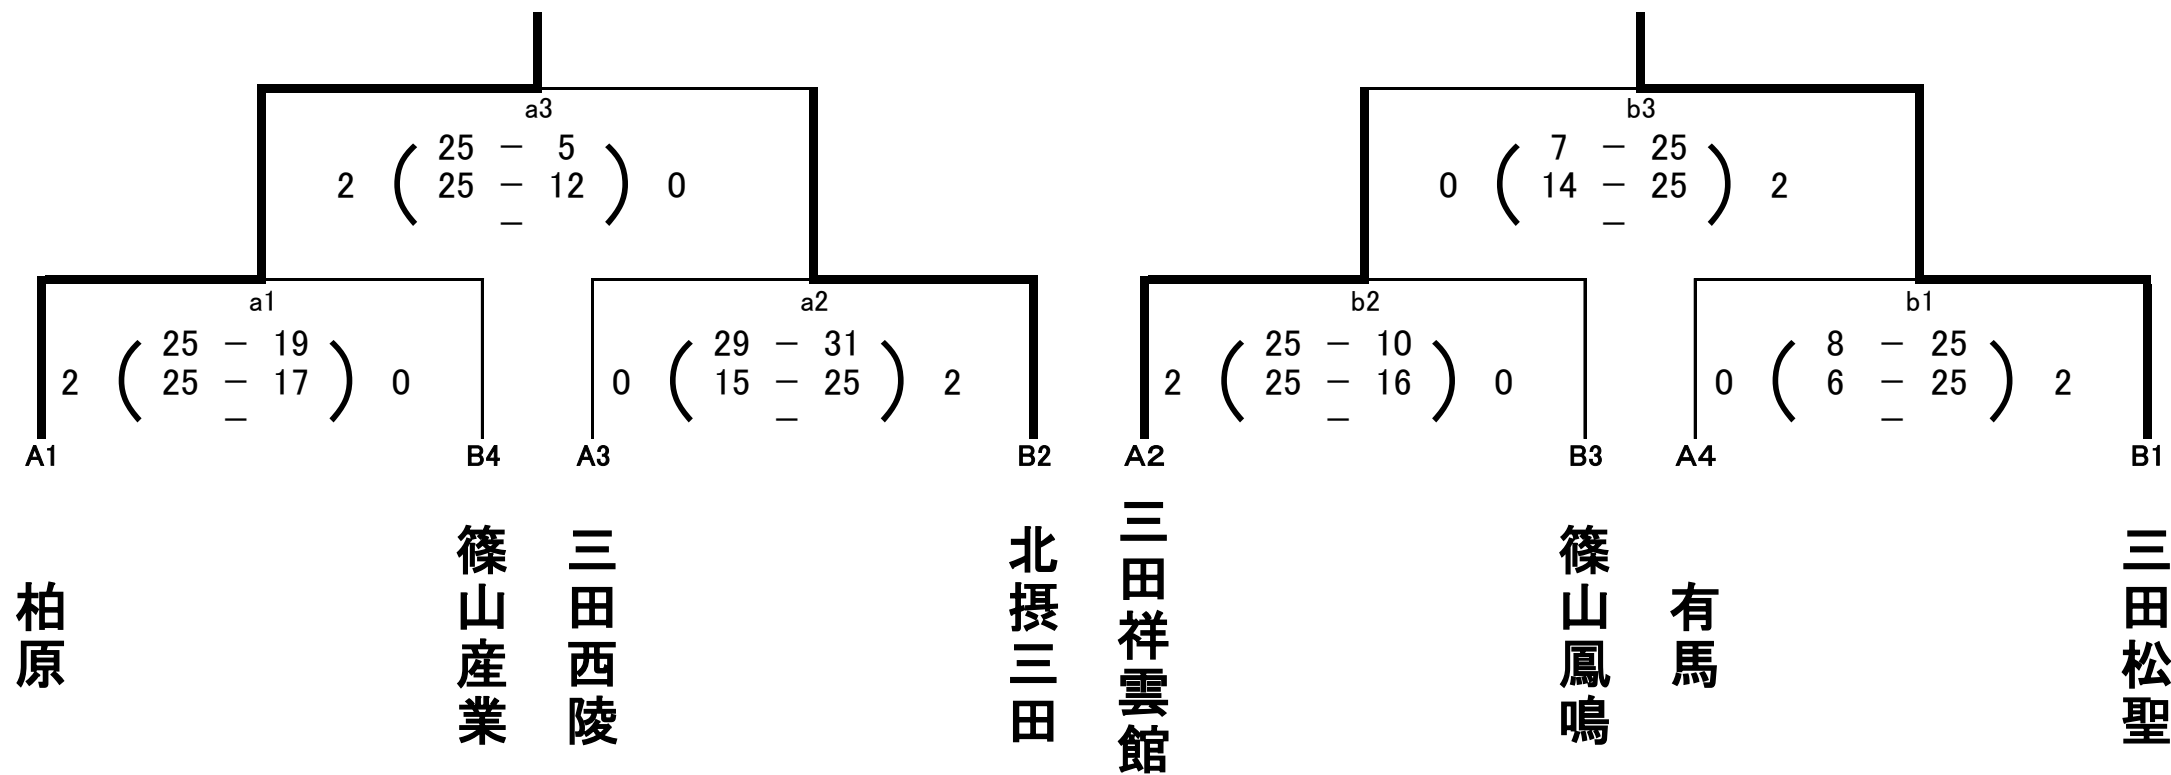 a3 b3
25 － 5 7 － 25
2 ( 25 － 12 ) 0 0 ( 14 － 25 ) 2
－ －
a1 a2 b2 b1
25 － 19 29 － 31 25 － 10 8 － 25
2 ( 25 － 17 ) 0 0 ( 15 － 25 ) 2 2 ( 25 － 16 ) 0 0 ( 6 － 25 ) 2
－ － － －
A1 B4 A3 B2 A2 B3 A4 B1
柏原
篠山産業
三田西陵
北摂三田
三田祥雲館
篠山鳳鳴
有馬
三田松聖